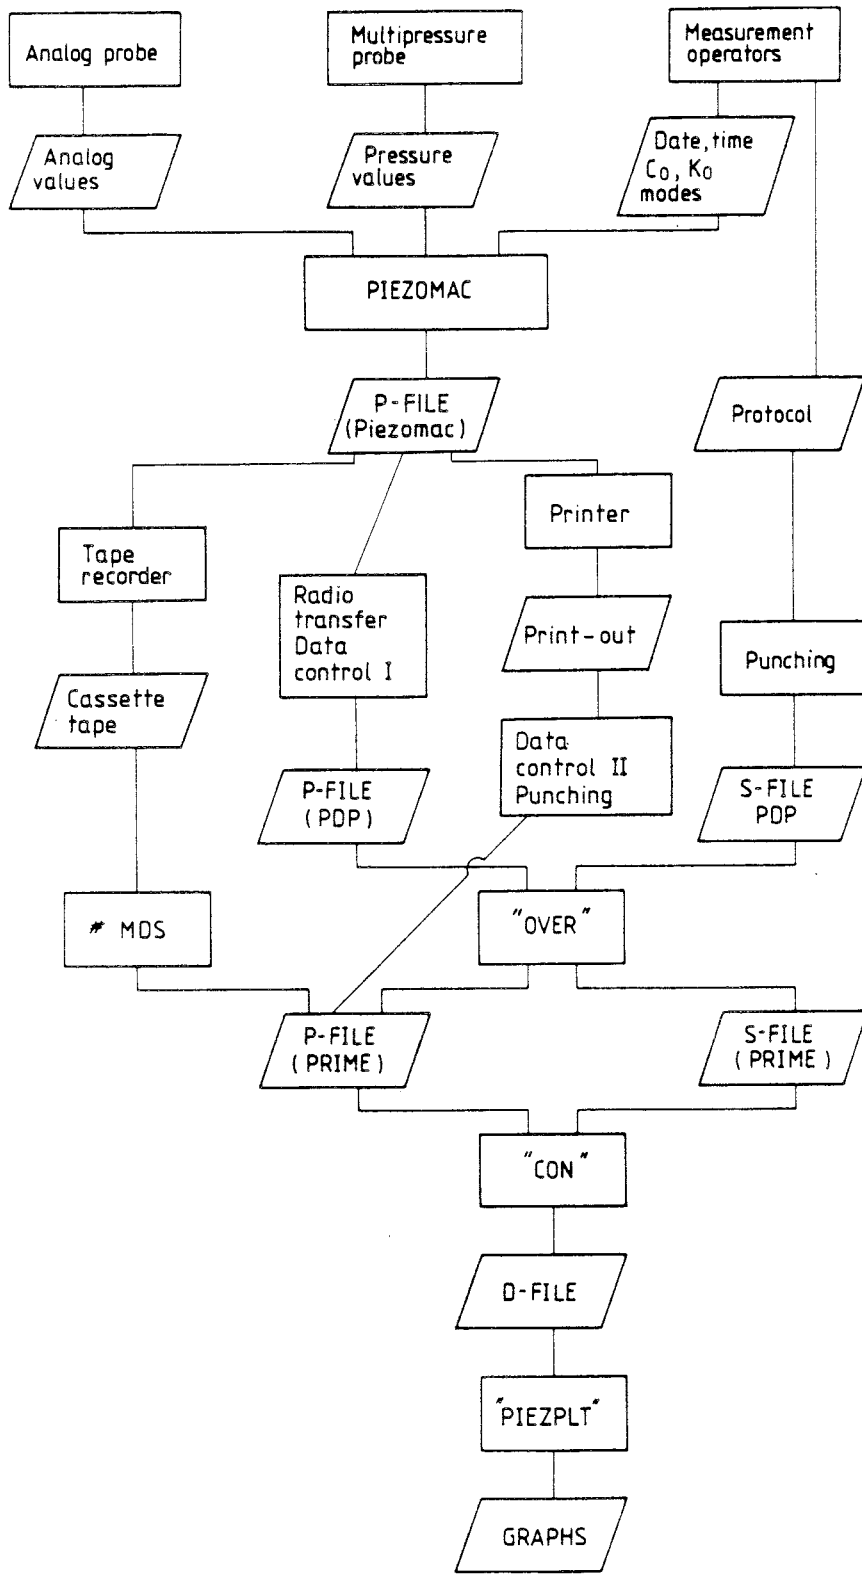 Analog probe
Multipressure
probe
Measurement
operators
Analog
values
Pressure
values
Date, time
C0, K0
modes
PIEZOMAC
P-FILE
(Piezomac)
Protocol
Tape
recorder
Radio
transfer
Data
control I
Printer
Print-out
Punching
Cassette
tape
P-FILE
(PDP)
Data
control II
Punching
S-FILE
PDP
* MDS
"OVER"
P-FILE
(PRIME)
S-FILE
(PRIME)
"CON"
D-FILE
"PIEZPLT"
GRAPHS